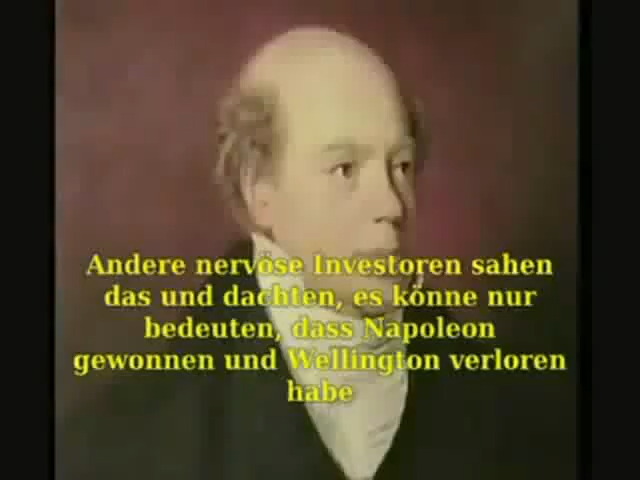 Andere nervöse Investoren sahen
das und dachten, es könne nur
bedeuten, dass Napoleon
gewonnen und Wellington verloren
habe